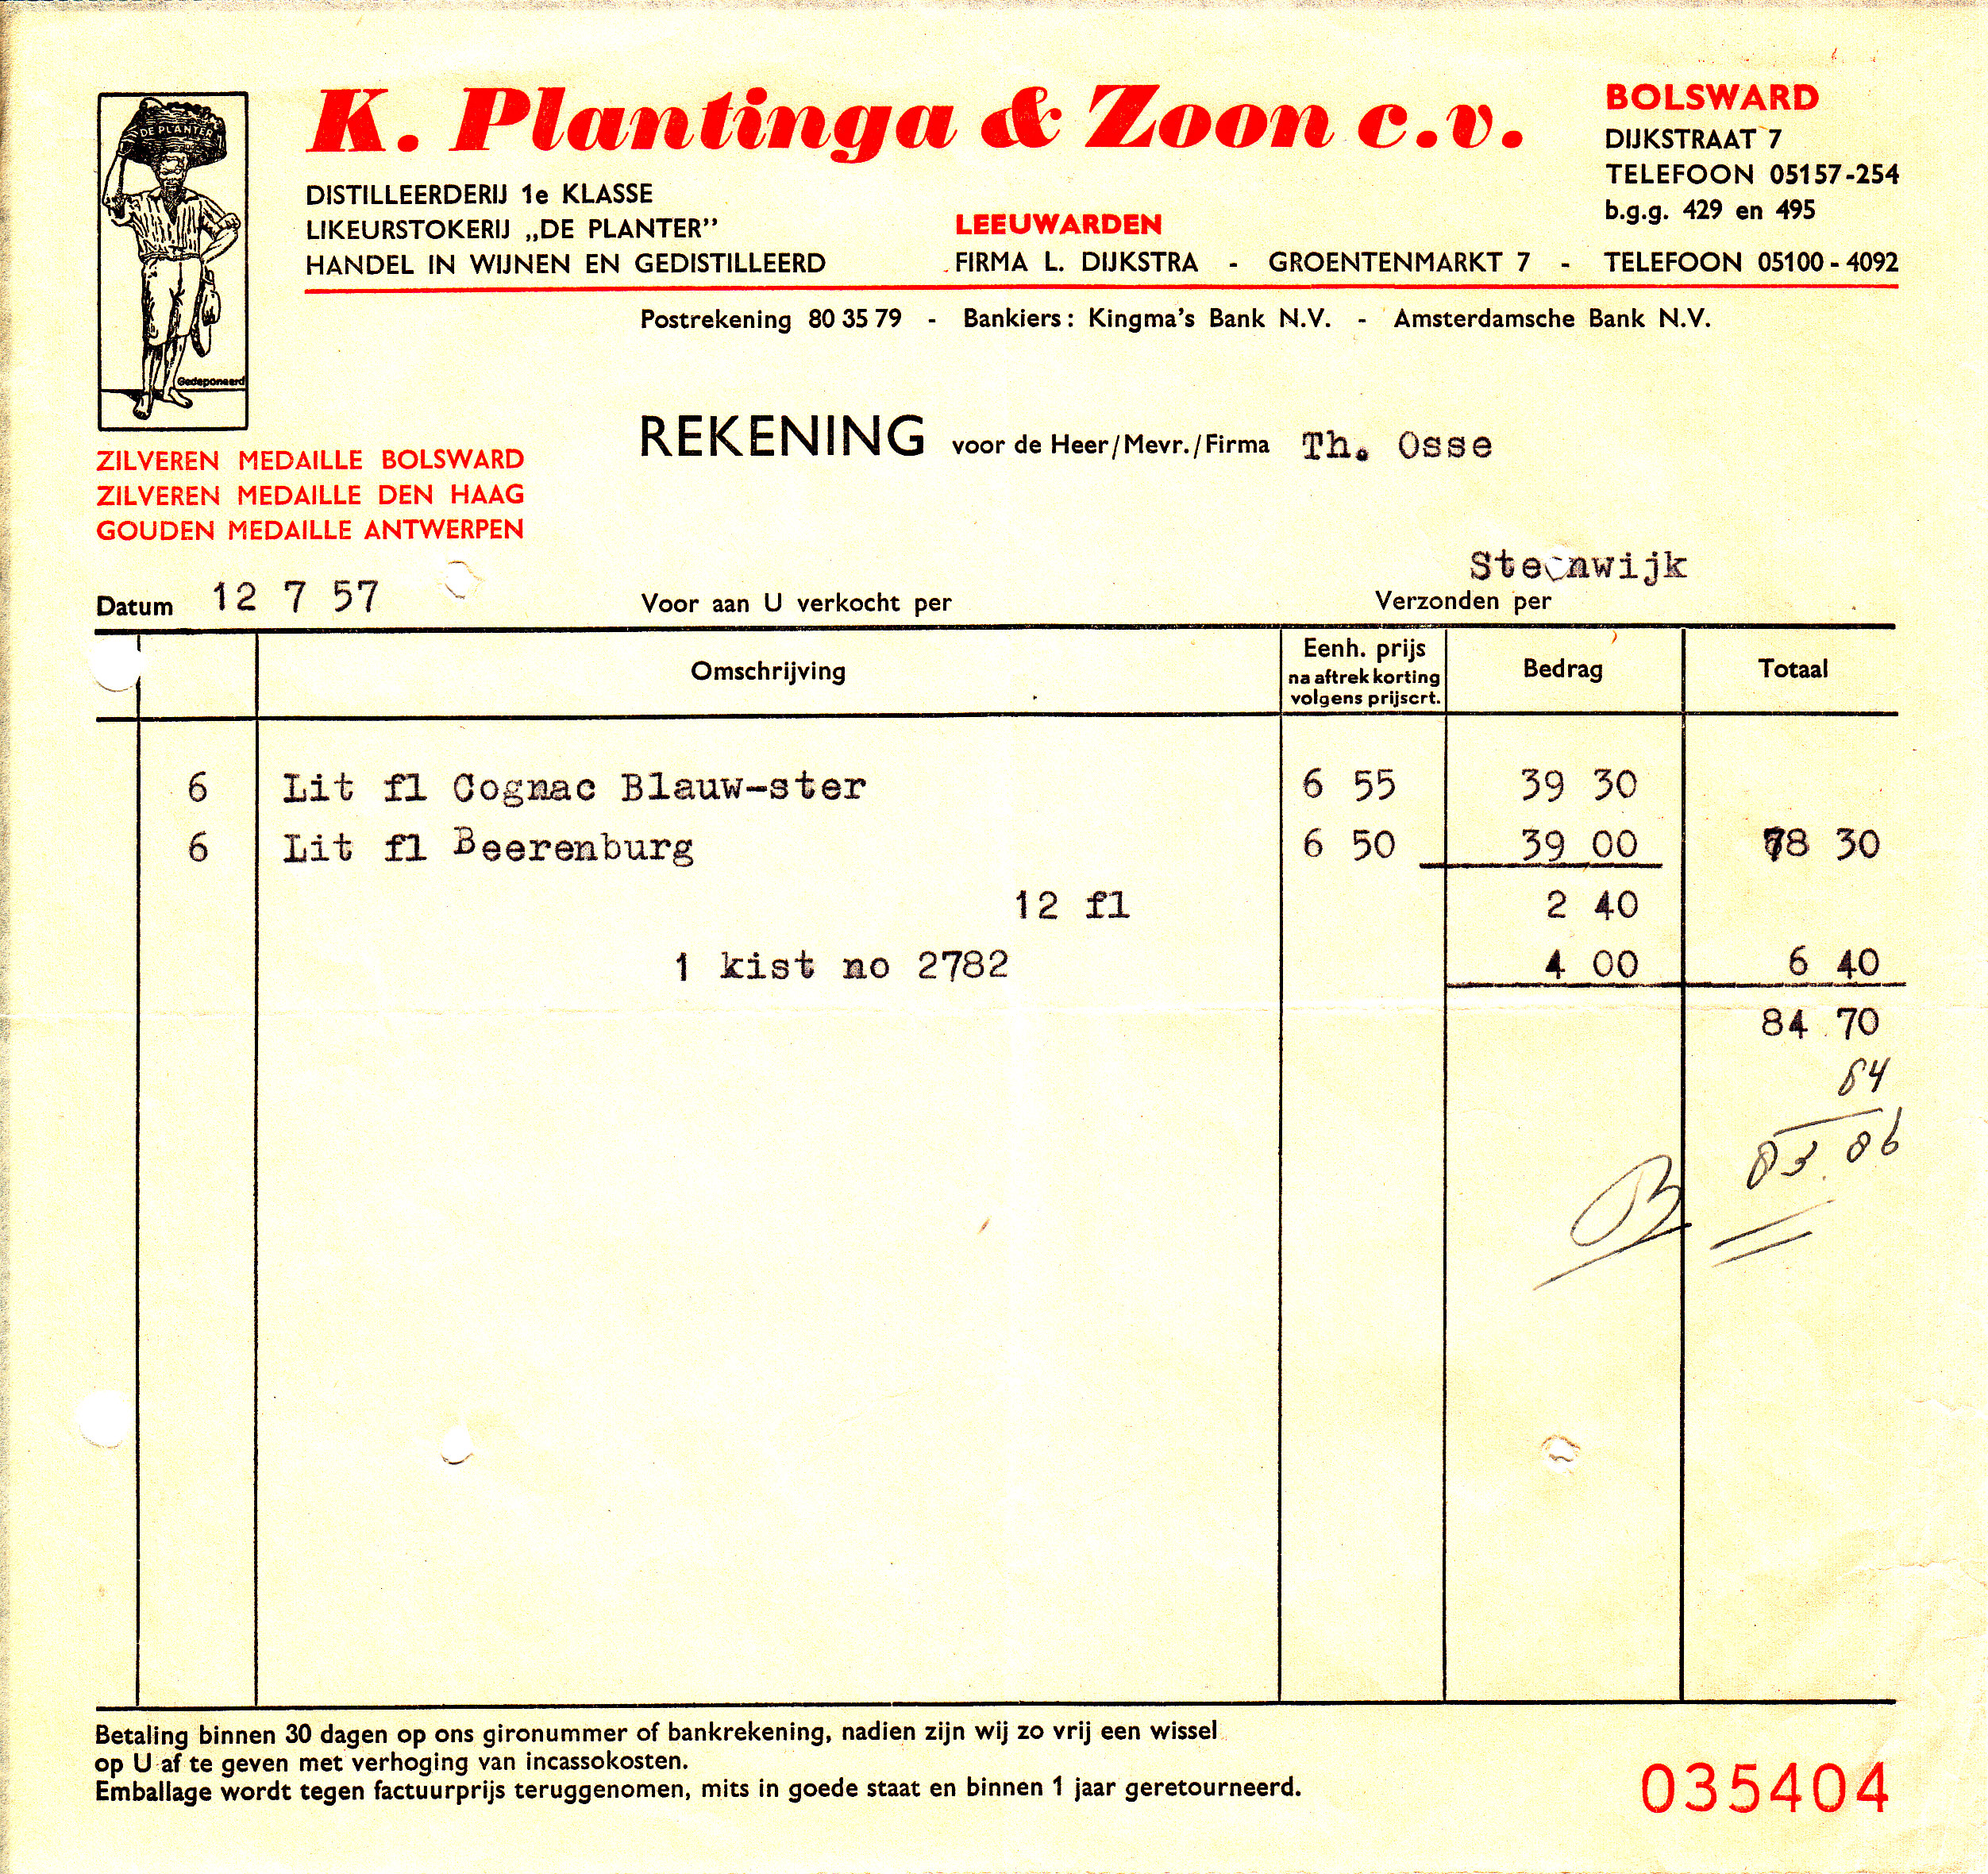 DE PLANTER
Gedeponeerd
K. Plantinga & Zoon c.v.
DISTILLEERDERIJ 1e KLASSE
LIKEURSTOKERIJ „DE PLANTER”
HANDEL IN WIJNEN EN GEDISTILLEERD
LEEUWARDEN
FIRMA L. DIJKSTRA - GROENTENMARKT 7 - TELEFOON 05100-4092
BOLSWARD
DIJKSTRAAT 7
TELEFOON 05157-254
b.g.g. 429 en 495
Postrekening 80 35 79 - Bankiers: Kingma's Bank N.V. - Amsterdamsche Bank N.V.
ZILVEREN MEDAILLE BOLSWARD
ZILVEREN MEDAILLE DEN HAAG
GOUDEN MEDAILLE ANTWERPEN
REKENING voor de Heer/Mevr./Firma Th. Osse
Steenwijk
Datum 12 7 57 Voor aan U verkocht per Verzonden per
Omschrijving
Eenh. prijs
na aftrek korting
volgens prijscrt.
Bedrag
Totaal
6 Lit fl Cognac Blauw-ster 6 55 39 30
6 Lit fl Beerenburg 6 50 39 00 78 30
12 fl 2 40
1 kist no 2782 4 00 6 40
84 70
84
83.86
Betaling binnen 30 dagen op ons gironummer of bankrekening, nadien zijn wij zo vrij een wissel
op U af te geven met verhoging van incassokosten.
Emballage wordt tegen factuurprijs teruggenomen, mits in goede staat en binnen 1 jaar geretourneerd.
035404